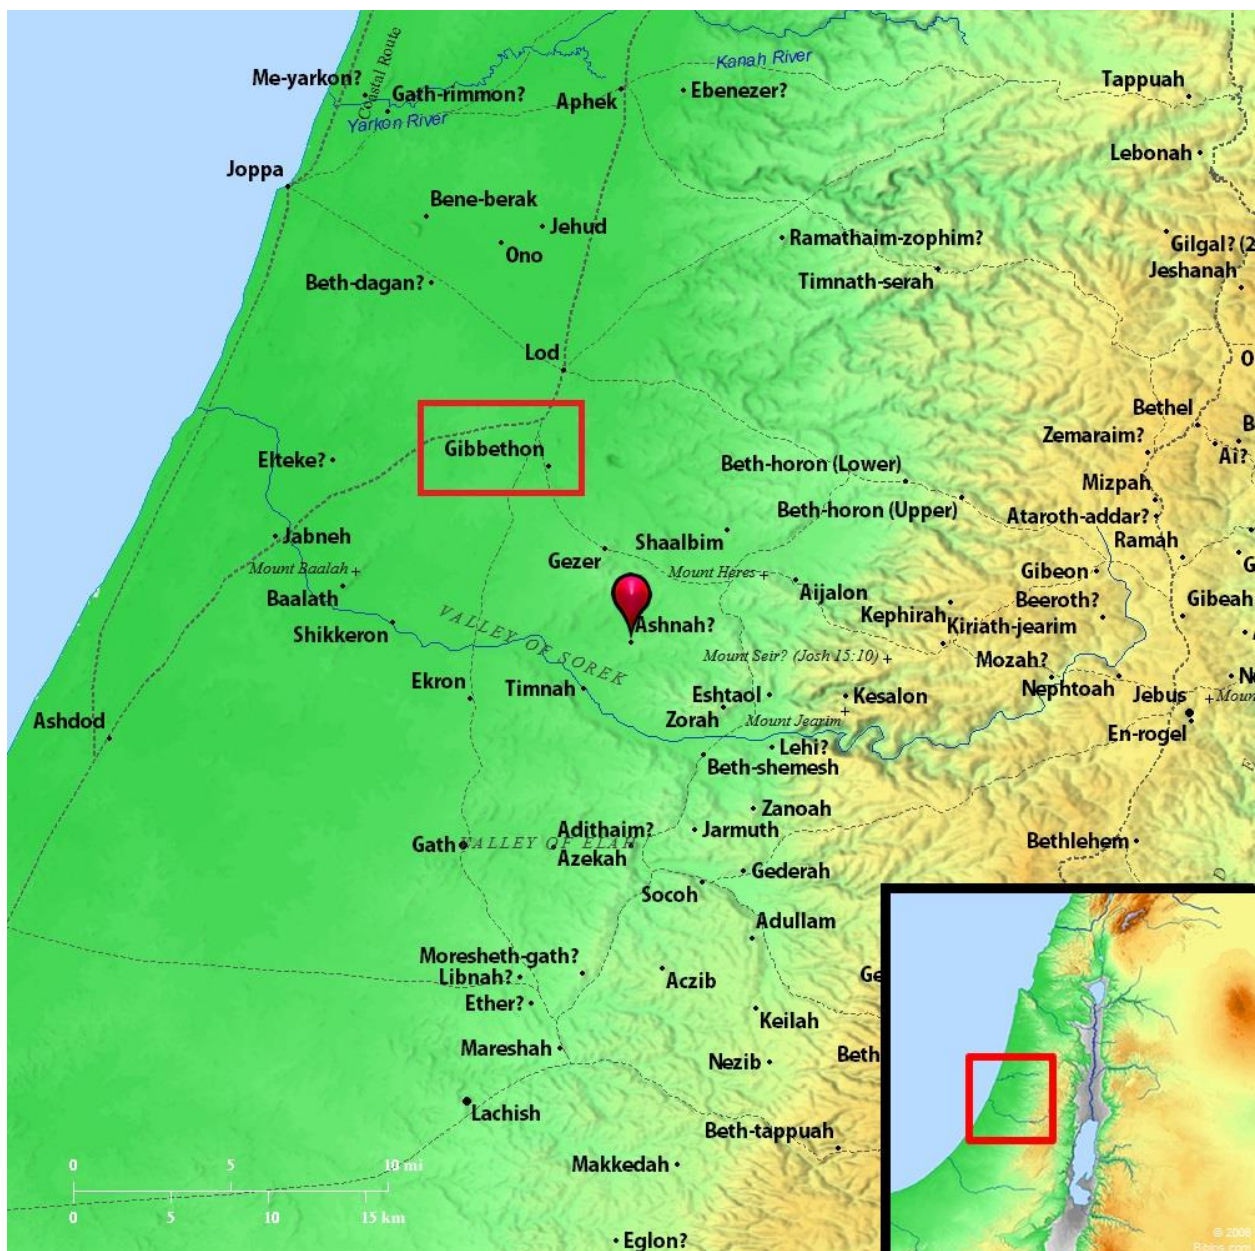 Kanah River
Me-yarkon?
Coastal Route
Gath-rimmon?
Aphek
Ebenezer?
Tappuah
Yarkon River
Lebonah
Joppa
Bene-berak
Jehud
Ono
Ramathaim-zophim?
Gilgal? (2
Jeshanah
Timnath-serah
Beth-dagan?
Lod
O
Bethel
Gibbethon
Zemaraim?
B
Ai?
Elteke?
Beth-horon (Lower)
Mizpah
Beth-horon (Upper)
Ataroth-addar?
Jabneh
Shaalbim
Ramah
Gezer
Mount Baalah
Mount Heres
Gibeon
G
Baalath
Aijalon
Beeroth?
Gibeah
Kephirah
Shikkeron
VALLEY OF SOREK
Ashnah?
Kiriath-jearim
Mount Seir? (Josh 15:10)
Mozah?
Ekron
Timnah
Eshtaol
Kesalon
Nephtoah
Jebus
Ne
Moun
Ashdod
Zorah
Mount Jearim
En-rogel
Lehi?
Beth-shemesh
Zanoah
Adithaim?
Jarmuth
Gath
VALLEY OF ELAH
Azekah
Bethlehem
Gederah
Socoh
D
Adullam
Moresheth-gath?
Libnah?
Aczib
Ge
Ether?
Keilah
Mareshah
Nezib
Beth
Lachish
Beth-tappuah
Makkedah
0 5 10 mi
0 5 10 15 km
Eglon?